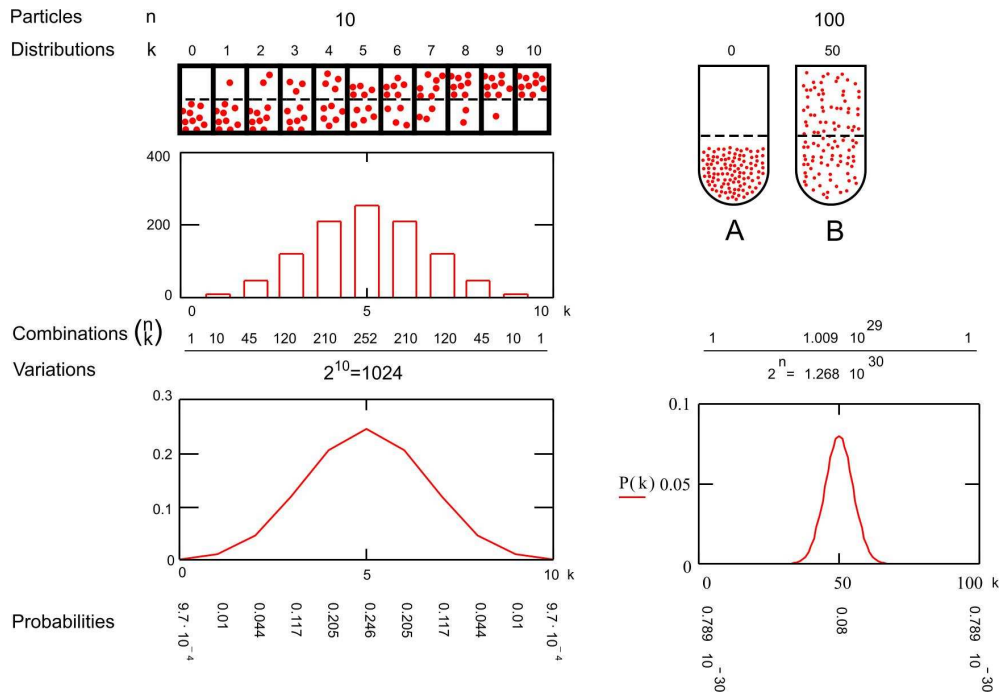 Particles n 10 100
Distributions k 0 1 2 3 4 5 6 7 8 9 10 0 50
400
200
0
0 5 10 k
A B
Combinations (n k) 1 10 45 120 210 252 210 120 45 10 1 1 1.009 10^29 1
Variations 2^10=1024 2^n = 1.268 10^30
0.3
0.2
0.1
0
0 5 10 k
0.1
P(k) 0.05
0
0 50 100 k
Probabilities 9.7·10^-4 0.01 0.044 0.117 0.205 0.246 0.205 0.117 0.044 0.01 9.7·10^-4 0.789 10^-30 0.08 0.789 10^-30